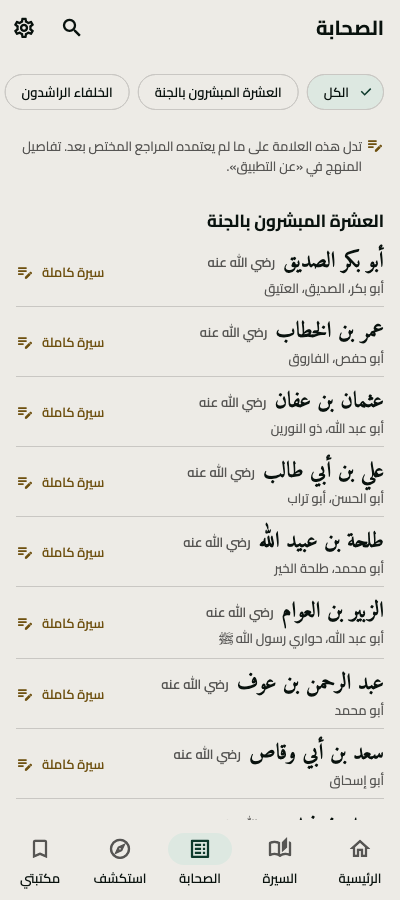 الصحابة
الكل
العشرة المبشرون بالجنة
الخلفاء الراشدون
تدل هذه العلامة على ما لم يعتمده المراجع المختص بعد. تفاصيل
المنهج في «عن التطبيق».
العشرة المبشرون بالجنة
أبو بكر الصديق رضي الله عنه
أبو بكر، الصديق، العتيق
سيرة كاملة
عمر بن الخطاب رضي الله عنه
أبو حفص، الفاروق
سيرة كاملة
عثمان بن عفان رضي الله عنه
أبو عبد الله، ذو النورين
سيرة كاملة
علي بن أبي طالب رضي الله عنه
أبو الحسن، أبو تراب
سيرة كاملة
طلحة بن عبيد الله رضي الله عنه
أبو محمد، طلحة الخير
سيرة كاملة
الزبير بن العوام رضي الله عنه
أبو عبد الله، حواري رسول الله ﷺ
سيرة كاملة
عبد الرحمن بن عوف رضي الله عنه
أبو محمد
سيرة كاملة
سعد بن أبي وقاص رضي الله عنه
أبو إسحاق
سيرة كاملة
الرئيسية
السيرة
الصحابة
استكشف
مكتبتي